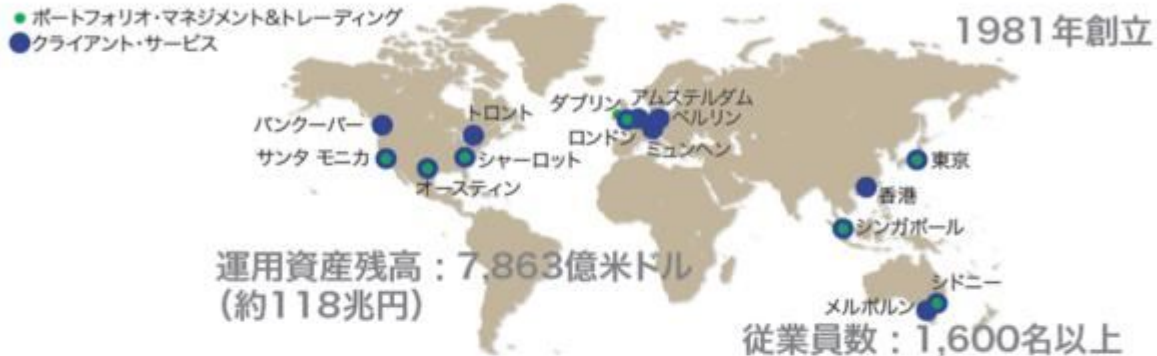 ポートフォリオ・マネジメント&トレーディング
クライアント・サービス
1981年創立
ダブリン
アムステルダム
トロント
ベルリン
バンクーバー
ロンドン
ミュンヘン
サンタ モニカ
シャーロット
東京
オースティン
香港
シンガポール
運用資産残高：7,863億米ドル
（約118兆円）
シドニー
メルボルン
従業員数：1,600名以上